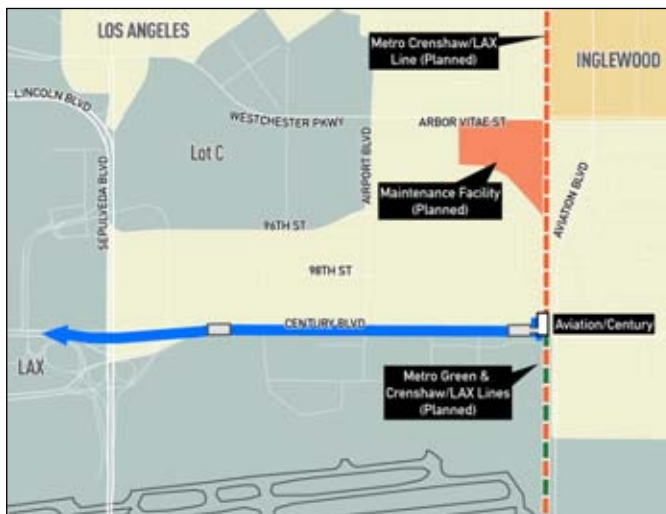 LOS ANGELES
Metro Crenshaw/LAX
Line (Planned)
INGLEWOOD
LINCOLN BLVD
WESTCHESTER PKWY
ARBOR VITAE ST
Lot C
AIRPORT BLVD
SEPULVEDA BLVD
Maintenance Facility
(Planned)
AVIATION BLVD
96TH ST
98TH ST
CENTURY BLVD
Aviation/Century
LAX
Metro Green &
Crenshaw/LAX Lines
(Planned)